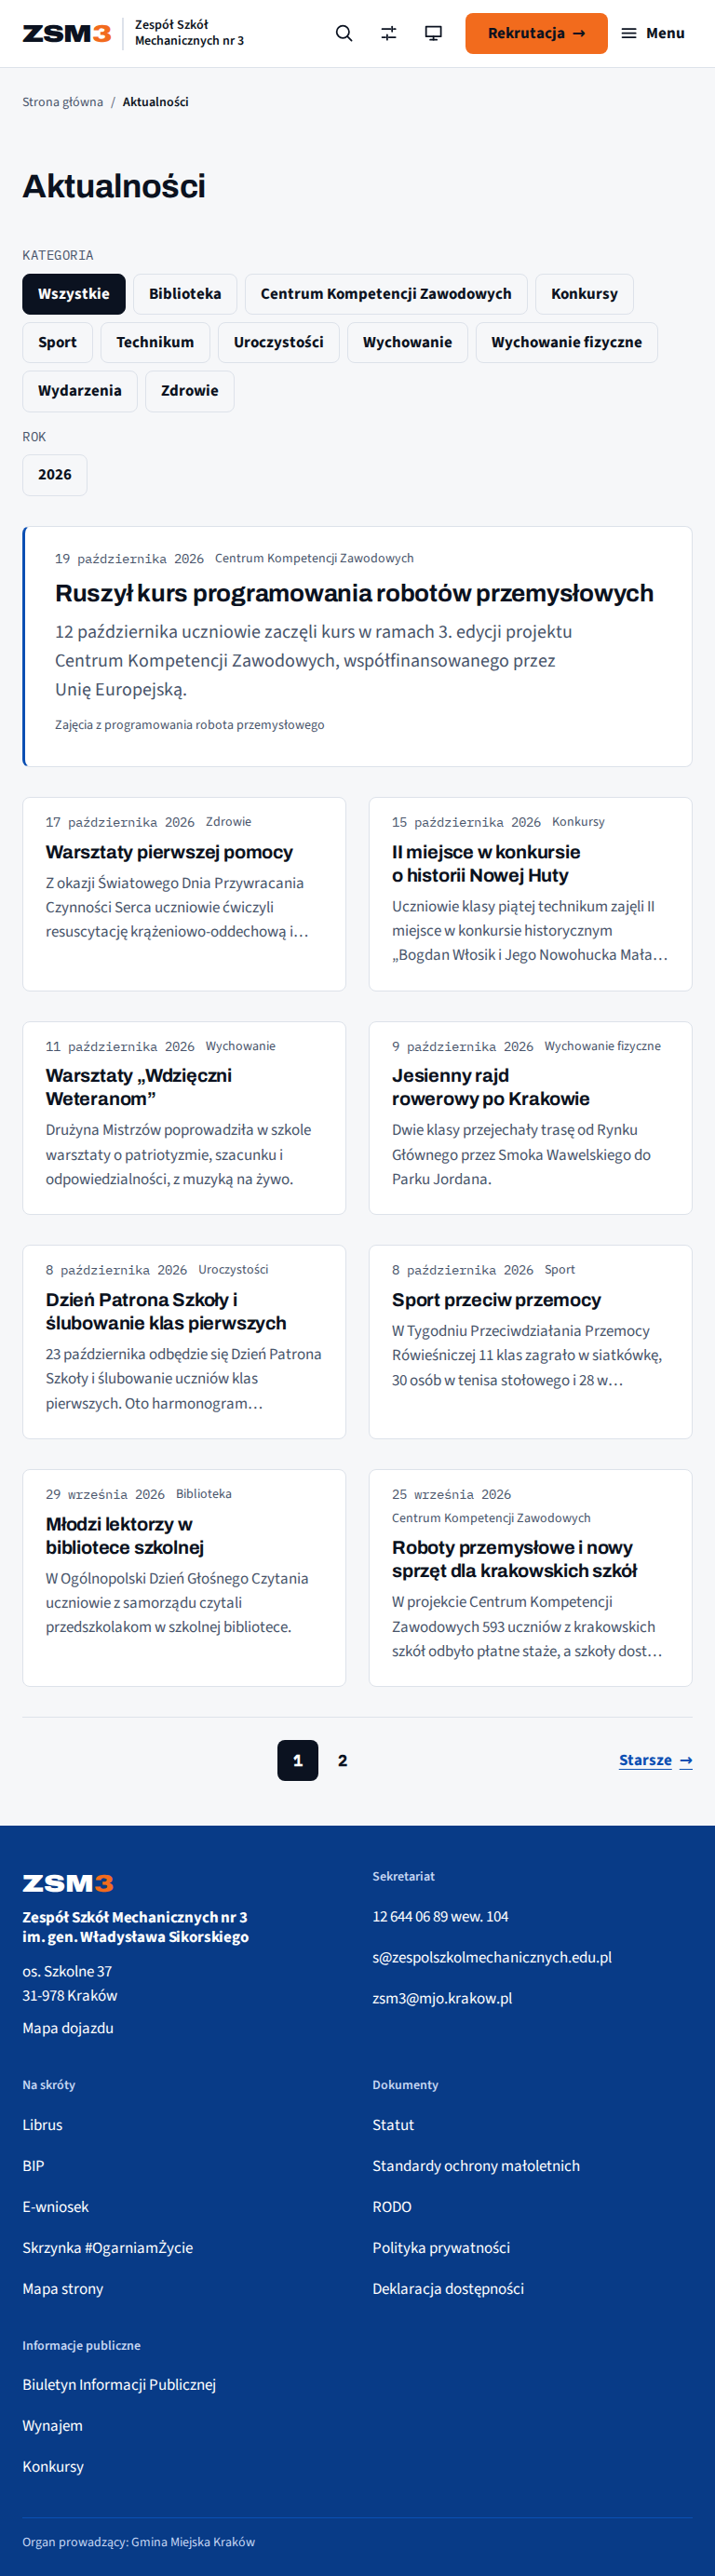 ZSM3
Zespół Szkół
Mechanicznych nr 3
Rekrutacja →
Menu
Strona główna / Aktualności
Aktualności
KATEGORIA
Wszystkie
Biblioteka
Centrum Kompetencji Zawodowych
Konkursy
Sport
Technikum
Uroczystości
Wychowanie
Wychowanie fizyczne
Wydarzenia
Zdrowie
ROK
2026
19 października 2026 Centrum Kompetencji Zawodowych
Ruszył kurs programowania robotów przemysłowych
12 października uczniowie zaczęli kurs w ramach 3. edycji projektu
Centrum Kompetencji Zawodowych, współfinansowanego przez
Unię Europejską.
Zajęcia z programowania robota przemysłowego
17 października 2026 Zdrowie
Warsztaty pierwszej pomocy
Z okazji Światowego Dnia Przywracania
Czynności Serca uczniowie ćwiczyli
resuscytację krążeniowo-oddechową i…
15 października 2026 Konkursy
II miejsce w konkursie
o historii Nowej Huty
Uczniowie klasy piątej technikum zajęli II
miejsce w konkursie historycznym
„Bogdan Włosik i Jego Nowohucka Mała…
11 października 2026 Wychowanie
Warsztaty „Wdzięczni
Weteranom”
Drużyna Mistrzów poprowadziła w szkole
warsztaty o patriotyzmie, szacunku i
odpowiedzialności, z muzyką na żywo.
9 października 2026 Wychowanie fizyczne
Jesienny rajd
rowerowy po Krakowie
Dwie klasy przejechały trasę od Rynku
Głównego przez Smoka Wawelskiego do
Parku Jordana.
8 października 2026 Uroczystości
Dzień Patrona Szkoły i
ślubowanie klas pierwszych
23 października odbędzie się Dzień Patrona
Szkoły i ślubowanie uczniów klas
pierwszych. Oto harmonogram…
8 października 2026 Sport
Sport przeciw przemocy
W Tygodniu Przeciwdziałania Przemocy
Rówieśniczej 11 klas zagrało w siatkówkę,
30 osób w tenisa stołowego i 28 w…
29 września 2026 Biblioteka
Młodzi lektorzy w
bibliotece szkolnej
W Ogólnopolski Dzień Głośnego Czytania
uczniowie z samorządu czytali
przedszkolakom w szkolnej bibliotece.
25 września 2026
Centrum Kompetencji Zawodowych
Roboty przemysłowe i nowy
sprzęt dla krakowskich szkół
W projekcie Centrum Kompetencji
Zawodowych 593 uczniów z krakowskich
szkół odbyło płatne staże, a szkoły dost…
1 2
Starsze →
ZSM3
Zespół Szkół Mechanicznych nr 3
im. gen. Władysława Sikorskiego
os. Szkolne 37
31-978 Kraków
Mapa dojazdu
Sekretariat
12 644 06 89 wew. 104
s@zespolszkolmechanicznych.edu.pl
zsm3@mjo.krakow.pl
Na skróty
Librus
BIP
E-wniosek
Skrzynka #OgarniamŻycie
Mapa strony
Dokumenty
Statut
Standardy ochrony małoletnich
RODO
Polityka prywatności
Deklaracja dostępności
Informacje publiczne
Biuletyn Informacji Publicznej
Wynajem
Konkursy
Organ prowadzący: Gmina Miejska Kraków